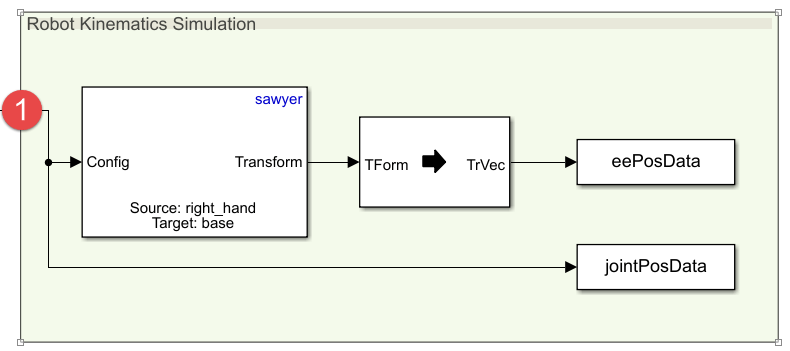 Robot Kinematics Simulation
1
sawyer
Config
Transform
Source: right_hand
Target: base
TForm
TrVec
eePosData
jointPosData